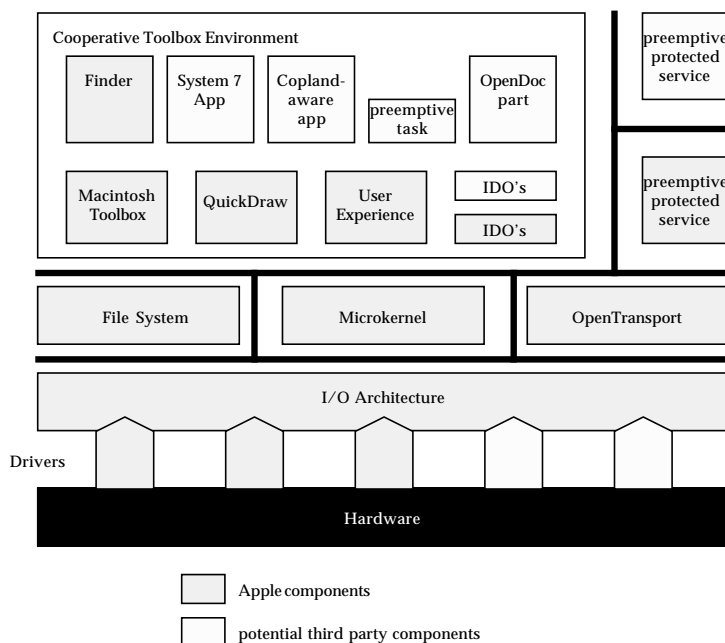 Cooperative Toolbox Environment
Finder
System 7
App
Copland-
aware
app
preemptive
task
OpenDoc
part
preemptive
protected
service
Macintosh
Toolbox
QuickDraw
User
Experience
IDO's
IDO's
preemptive
protected
service
File System
Microkernel
OpenTransport
I/O Architecture
Drivers
Hardware
Apple components
potential third party components